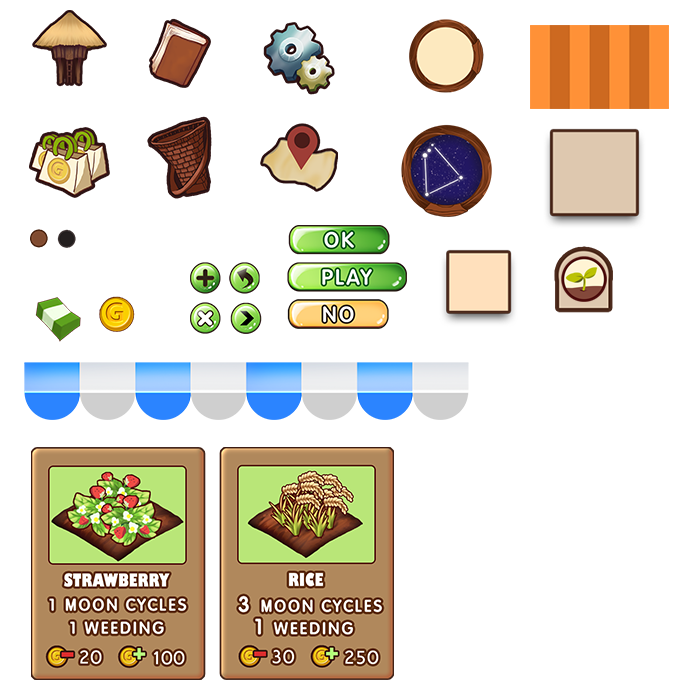 G
OK
PLAY
G
NO
STRAWBERRY
1 MOON CYCLES
1 WEEDING
20 100
RICE
3 MOON CYCLES
1 WEEDING
30 250